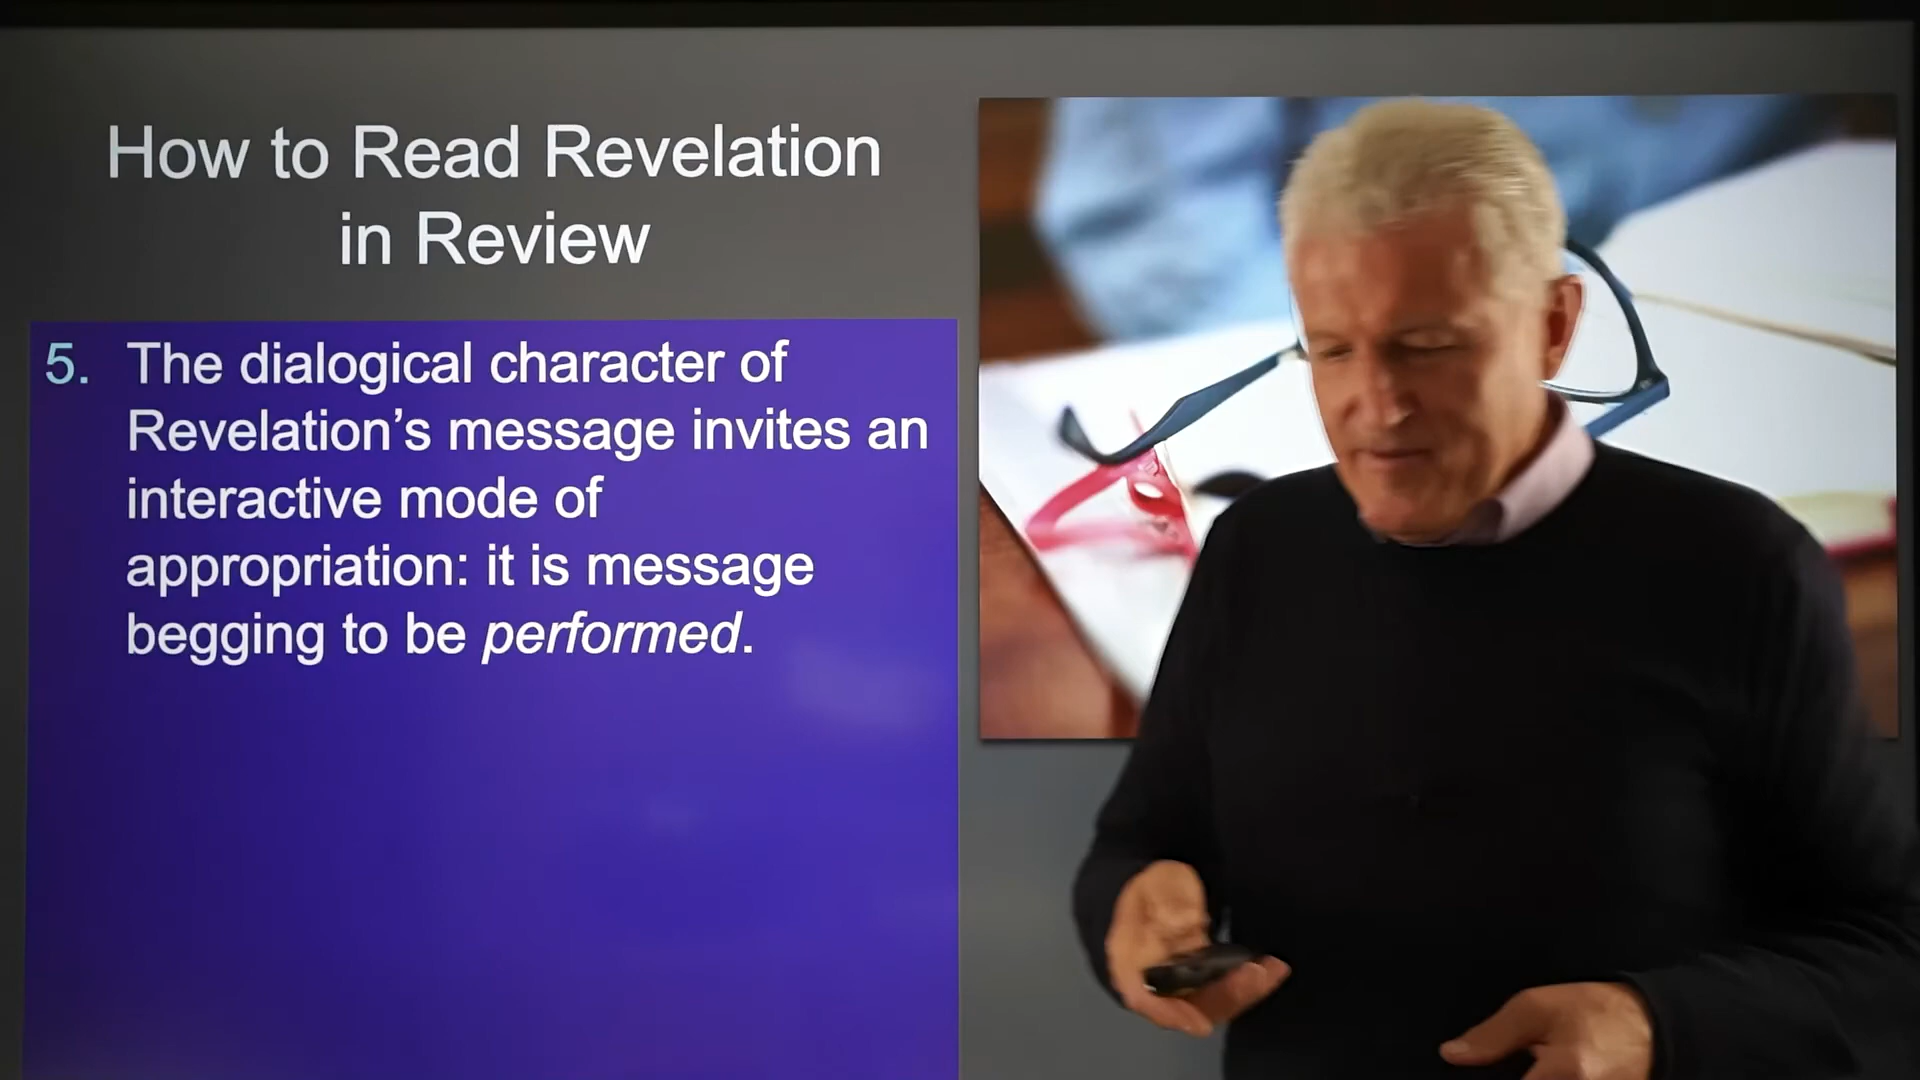 How to Read Revelation
in Review
5. The dialogical character of
Revelation’s message invites an
interactive mode of
appropriation: it is message
begging to be performed.